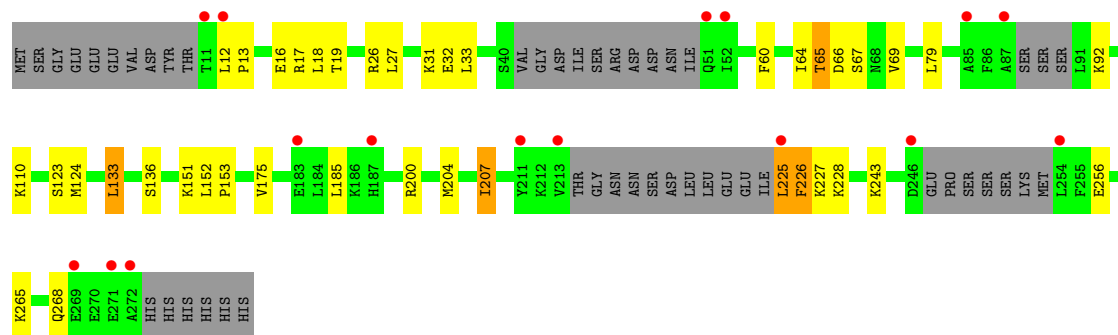 MET SER GLY GLU GLU GLU VAL ASP TYR THR T11 L12 P13 E16 R17 L18 T19 R26 L27 K31 E32 L33 S40 VAL GLY ASP ILE SER ARG ASP ASP ASN ILE Q51 I52 F60 I64 T65 D66 S67 N68 V69 L79 A85 F86 A87 SER SER SER L91 K92
K110 S123 M124 L133 S136 K151 L152 P153 V175 E183 L184 L185 K186 H187 R200 M204 I207 Y211 K212 V213 THR GLY ASN ASN SER ASP LEU LEU GLU GLU ILE L225 F226 K227 K228 K243 D246 GLU PRO SER SER SER LYS MET L254 F255 E256
K265 Q268 E269 E270 E271 A272 HIS HIS HIS HIS HIS HIS